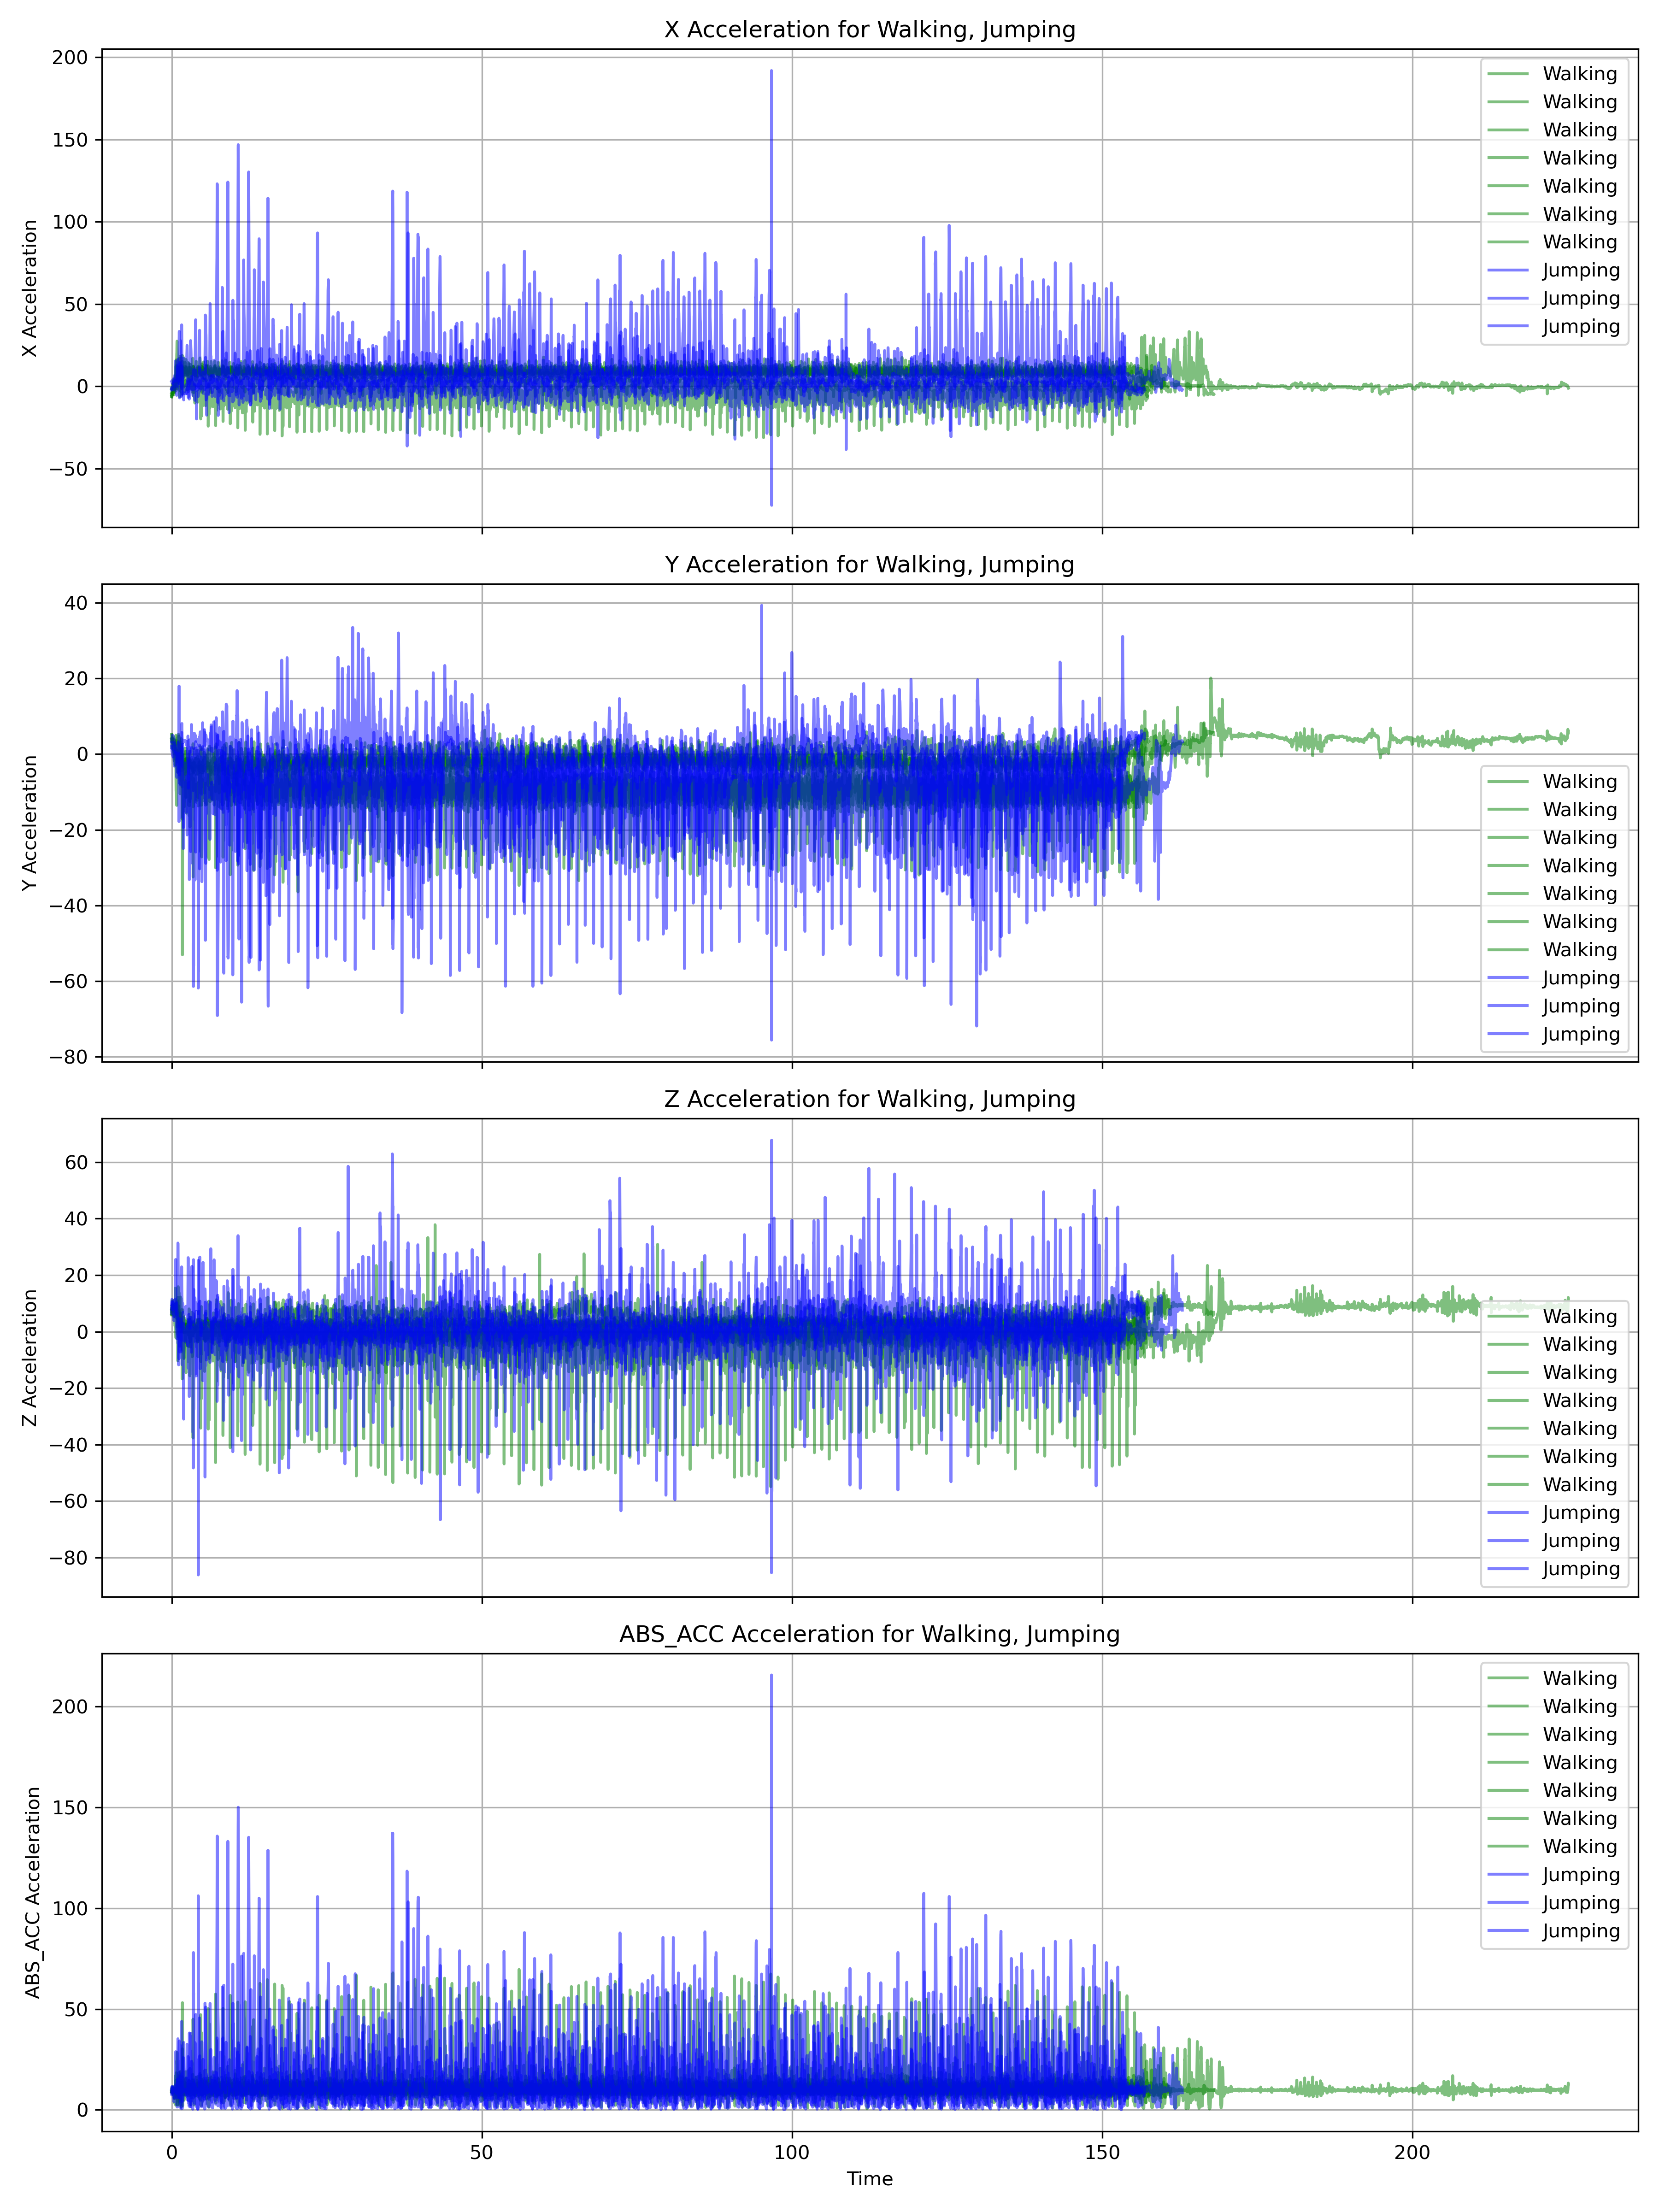 X Acceleration for Walking, Jumping
200
150
100
50
0
−50
X Acceleration
Walking
Walking
Walking
Walking
Walking
Walking
Walking
Jumping
Jumping
Jumping
Y Acceleration for Walking, Jumping
40
20
0
−20
−40
−60
−80
Y Acceleration
Walking
Walking
Walking
Walking
Walking
Walking
Walking
Jumping
Jumping
Jumping
Z Acceleration for Walking, Jumping
60
40
20
0
−20
−40
−60
−80
Z Acceleration
Walking
Walking
Walking
Walking
Walking
Walking
Walking
Jumping
Jumping
Jumping
ABS_ACC Acceleration for Walking, Jumping
200
150
100
50
0
ABS_ACC Acceleration
Walking
Walking
Walking
Walking
Walking
Walking
Walking
Jumping
Jumping
Jumping
0 50 100 150 200
Time